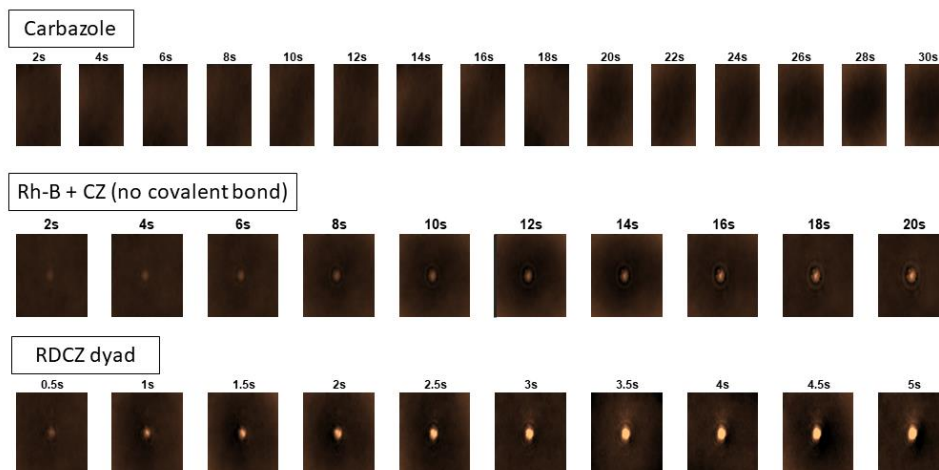 Carbazole
2s 4s 6s 8s 10s 12s 14s 16s 18s 20s 22s 24s 26s 28s 30s
Rh-B + CZ (no covalent bond)
2s 4s 6s 8s 10s 12s 14s 16s 18s 20s
RDCZ dyad
0.5s 1s 1.5s 2s 2.5s 3s 3.5s 4s 4.5s 5s